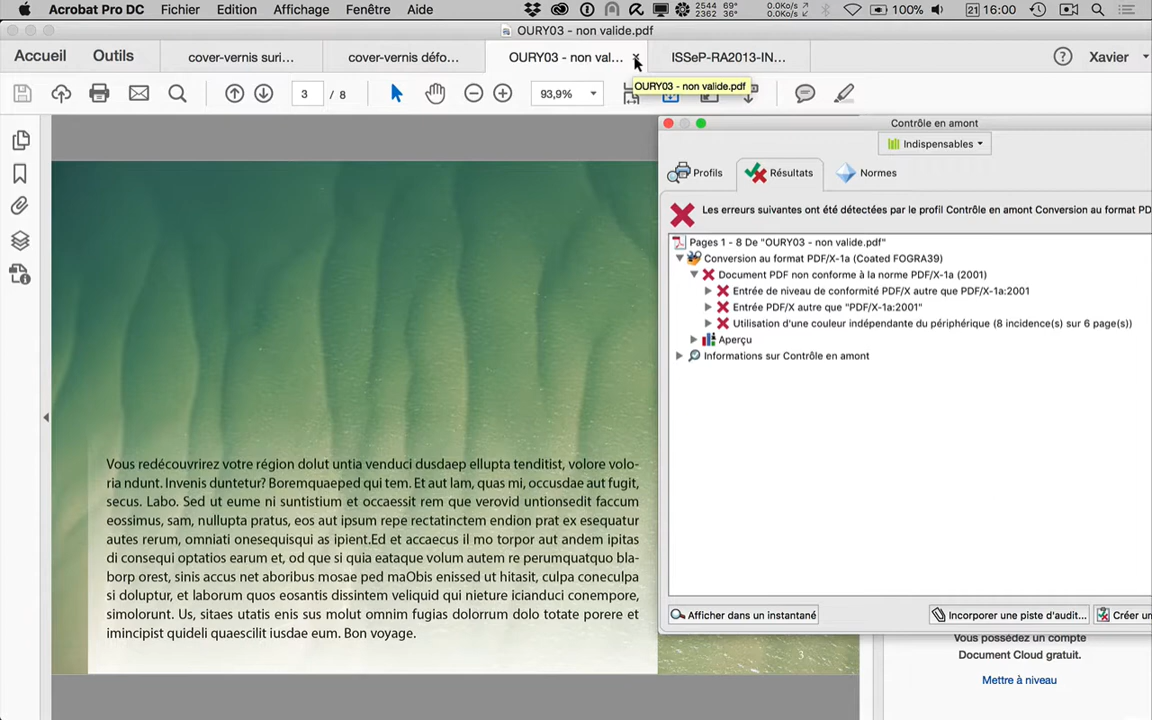 Acrobat Pro DC Fichier Edition Affichage Fenêtre Aide
2544 69° 0.0Ko/s 100% 21 16:00
2362 36° 0.0Ko/s
OURY03 - non valide.pdf
Accueil Outils cover-vernis suri... cover-vernis défo... OURY03 - non val... × ISSeP-RA2013-IN... Xavier
OURY03 - non valide.pdf
3 / 8 93,9%
Contrôle en amont
Indispensables
Profils Résultats Normes
Les erreurs suivantes ont été détectées par le profil Contrôle en amont Conversion au format PD
Pages 1 - 8 De "OURY03 - non valide.pdf"
Conversion au format PDF/X-1a (Coated FOGRA39)
Document PDF non conforme à la norme PDF/X-1a (2001)
Entrée de niveau de conformité PDF/X autre que PDF/X-1a:2001
Entrée PDF/X autre que "PDF/X-1a:2001"
Utilisation d'une couleur indépendante du périphérique (8 incidence(s) sur 6 page(s))
Aperçu
Informations sur Contrôle en amont
Vous redécouvrirez votre région dolut untia venduci dusdaep ellupta tenditist, volore volo-
ria ndunt. Invenis duntetur? Boremquaeped qui tem. Et aut lam, quas mi, occusdae aut fugit,
secus. Labo. Sed ut eume ni suntistium et occaessit rem que verovid untionsedit faccum
eossimus, sam, nullupta pratus, eos aut ipsum repe rectatinctem endion prat ex esequatur
autes rerum, omniati onesequisqui as ipient.Ed et accaecus il mo torpor aut andem ipitas
di consequi optatios earum et, od que si quia eataque volum autem re perumquatquo bla-
borp orest, sinis accus net aboribus mosae ped maObis enissed ut hitasit, culpa coneculpa
si doluptur, et laborum quos eosantis dissintem veliquid qui nieture icianduci conempore,
simolorunt. Us, sitaes utatis enis sus molut omnim fugias dolorrum dolo totate porere et
imincipist quideli quaescilit iusdae eum. Bon voyage.
Afficher dans un instantané Incorporer une piste d'audit... Créer un
Vous possédez un compte
Document Cloud gratuit.
Mettre à niveau